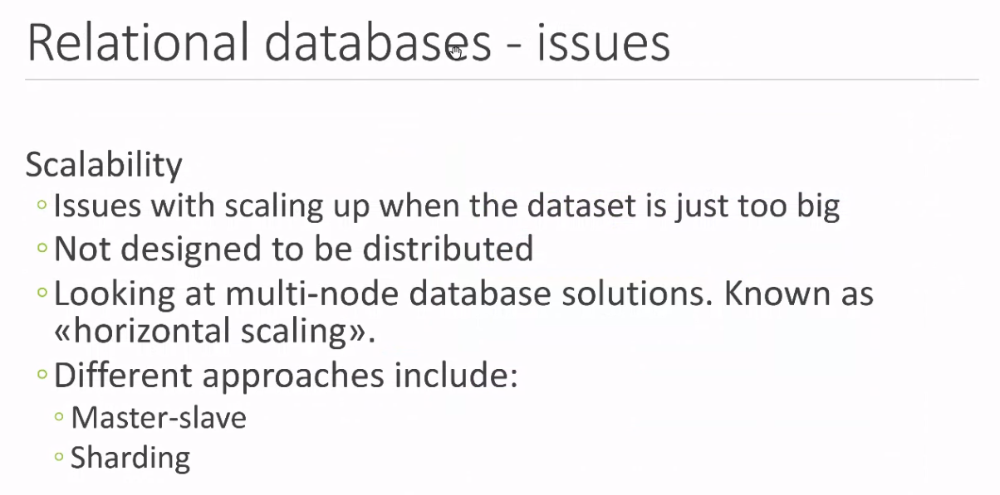 Relational databases - issues
Scalability
◦ Issues with scaling up when the dataset is just too big
◦ Not designed to be distributed
◦ Looking at multi-node database solutions. Known as
«horizontal scaling».
◦ Different approaches include:
◦ Master-slave
◦ Sharding